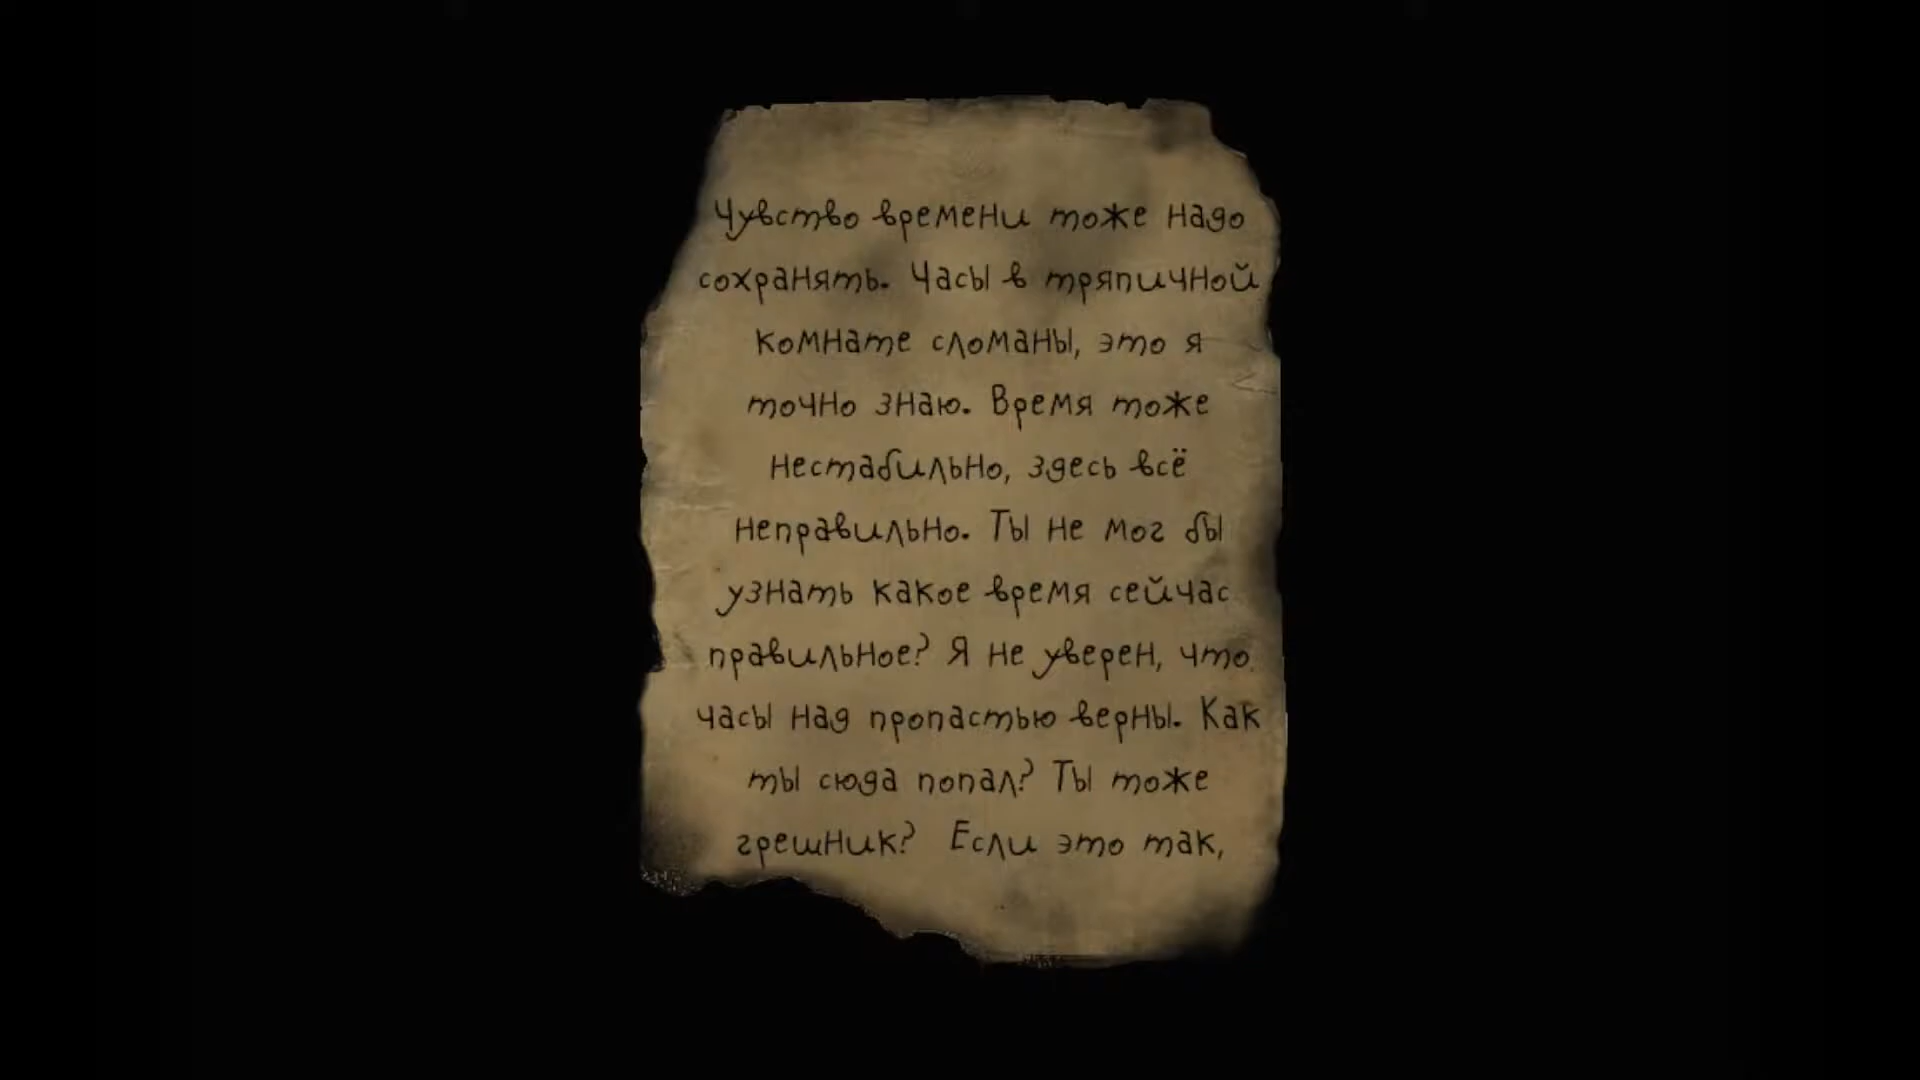 Чувство времени тоже надо
сохранять. Часы в тряпичной
комнате сломаны, это я
точно знаю. Время тоже
нестабильно, здесь всё
неправильно. Ты не мог бы
узнать какое время сейчас
правильное? Я не уверен, что
часы над пропастью верны. Как
ты сюда попал? Ты тоже
грешник? Если это так,